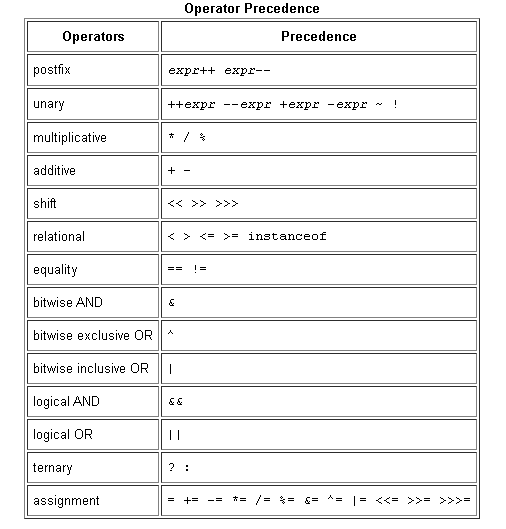 Operator Precedence
Operators Precedence
postfix expr++ expr--
unary ++expr --expr +expr -expr ~ !
multiplicative * / %
additive + -
shift << >> >>>
relational < > <= >= instanceof
equality == !=
bitwise AND &
bitwise exclusive OR ^
bitwise inclusive OR |
logical AND &&
logical OR ||
ternary ? :
assignment = += -= *= /= %= &= ^= |= <<= >>= >>>=